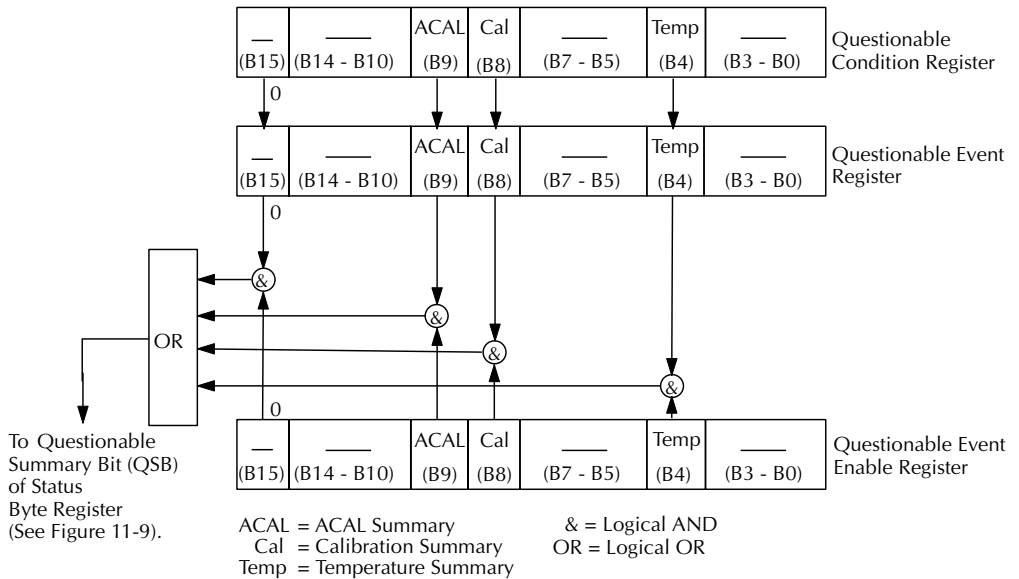 ACAL Cal Temp
(B15) (B14 - B10) (B9) (B8) (B7 - B5) (B4) (B3 - B0)
Questionable
Condition Register
0
ACAL Cal Temp
(B15) (B14 - B10) (B9) (B8) (B7 - B5) (B4) (B3 - B0)
Questionable Event
Register
0
&
&
OR
&
&
0
To Questionable
Summary Bit (QSB)
of Status
Byte Register
(See Figure 11-9).
ACAL Cal Temp
(B15) (B14 - B10) (B9) (B8) (B7 - B5) (B4) (B3 - B0)
Questionable Event
Enable Register
ACAL = ACAL Summary
Cal = Calibration Summary
Temp = Temperature Summary
& = Logical AND
OR = Logical OR